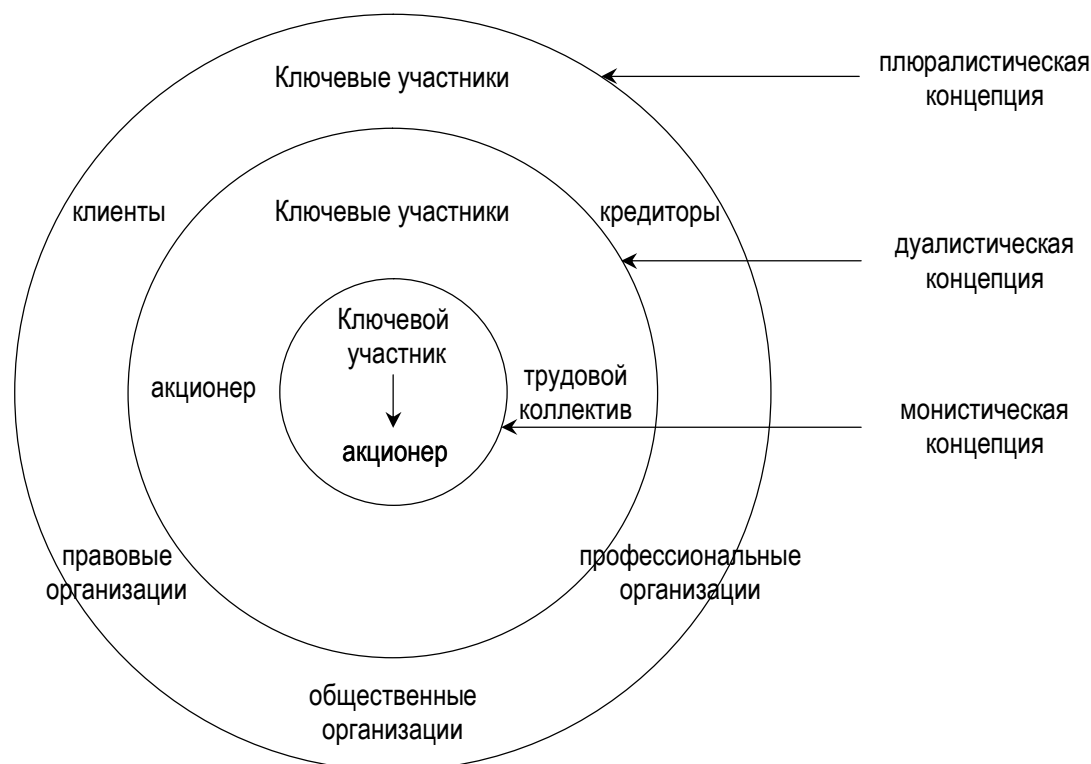 Ключевые участники
плюралистическая
концепция
клиенты
Ключевые участники
кредиторы
дуалистическая
концепция
Ключевой
участник
акционер
акционер
трудовой
коллектив
монистическая
концепция
правовые
организации
профессиональные
организации
общественные
организации